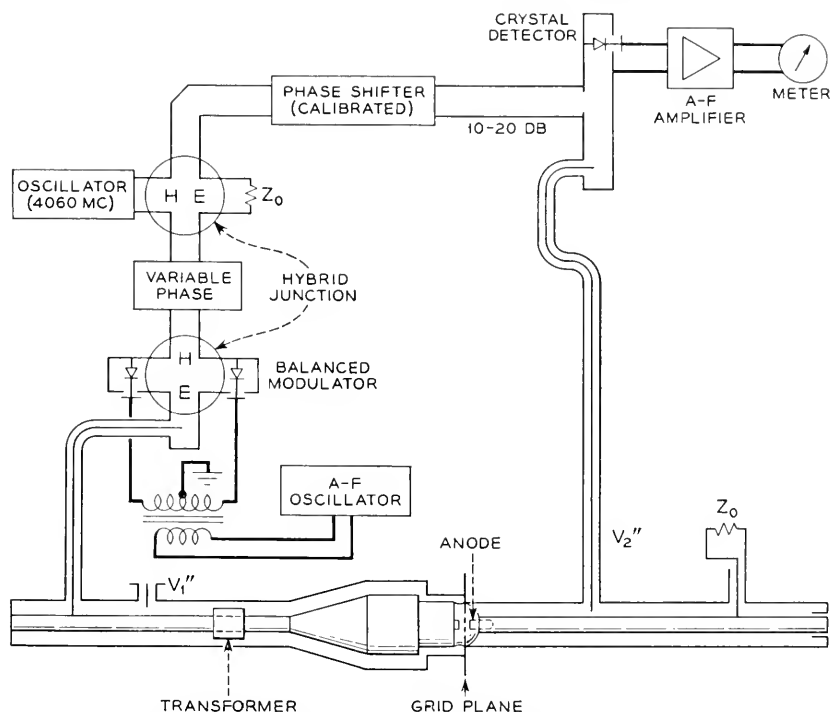 CRYSTAL
DETECTOR
PHASE SHIFTER
(CALIBRATED)
10-20 DB
A-F
AMPLIFIER
METER
OSCILLATOR
(4060 MC)
H E
Z₀
VARIABLE
PHASE
HYBRID
JUNCTION
H
E
BALANCED
MODULATOR
A-F
OSCILLATOR
ANODE
V₂″
Z₀
V₁″
TRANSFORMER
GRID PLANE